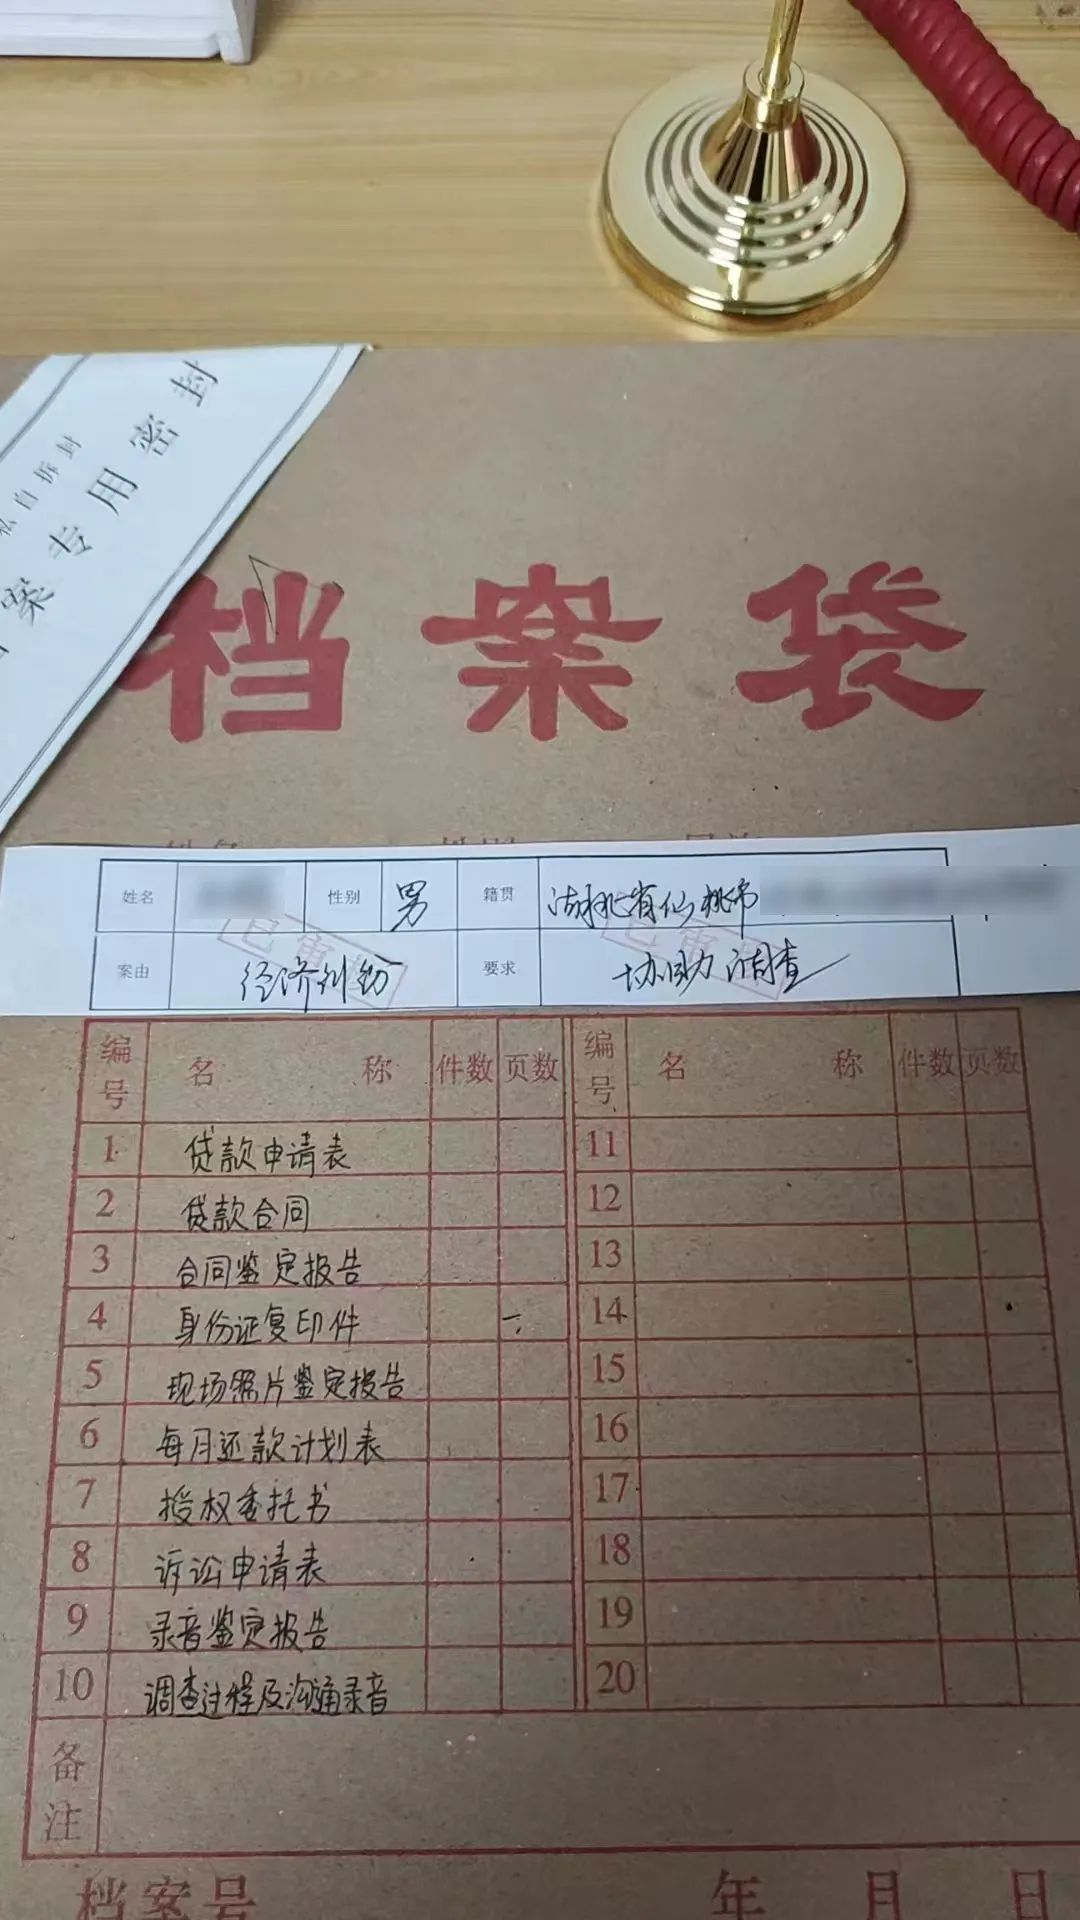 私自拆封
档案专用密封
档案袋
姓名 性别 男 籍贯 湖北省仙桃市
案由 经济纠纷 要求 协助调查
编号 名称 件数 页数 编号 名称 件数 页数
1 贷款申请表 11
2 贷款合同 12
3 合同鉴定报告 13
4 身份证复印件 14
5 现场照片鉴定报告 15
6 每月还款计划表 16
7 授权委托书 17
8 诉讼申请表 18
9 录音鉴定报告 19
10 调查过程及沟通录音 20
备注
档案号 年 月 日